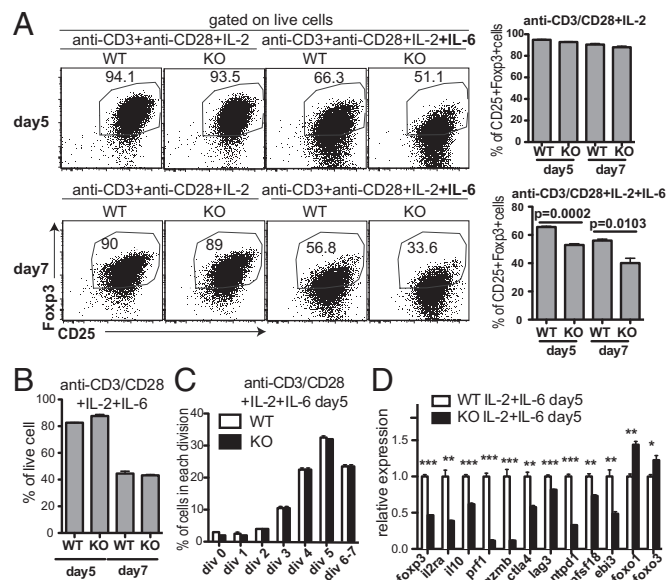 A
gated on live cells
anti-CD3+anti-CD28+IL-2 anti-CD3+anti-CD28+IL-2+IL-6
WT KO WT KO
day5
94.1 93.5 66.3 51.1
anti-CD3+anti-CD28+IL-2 anti-CD3+anti-CD28+IL-2+IL-6
WT KO WT KO
day7
90 89 56.8 33.6
Foxp3
CD25
anti-CD3/CD28+IL-2
% of CD25+Foxp3+cells
100
80
60
40
20
0
WT KO WT KO
day5 day7
anti-CD3/CD28+IL-2+IL-6
% of CD25+Foxp3+cells
p=0.0002
p=0.0103
80
60
40
20
0
WT KO WT KO
day5 day7
B
anti-CD3/CD28
+IL-2+IL-6
% of live cell
100
80
60
40
20
0
WT KO WT KO
day5 day7
C
anti-CD3/CD28
+IL-2+IL-6 day5
WT
KO
% of cells in each division
40
30
20
10
0
div 0 div 1 div 2 div 3 div 4 div 5 div 6-7
D
WT IL-2+IL-6 day5
KO IL-2+IL-6 day5
relative expression
1.5
1.0
0.5
0.0
*** ** *** *** *** ** *** *** ** ** ** *
foxp3 il2ra il10 prf1 gzmb ctla4 lag3 ntpd1 nfsf18 ebi3 foxo1 foxo3